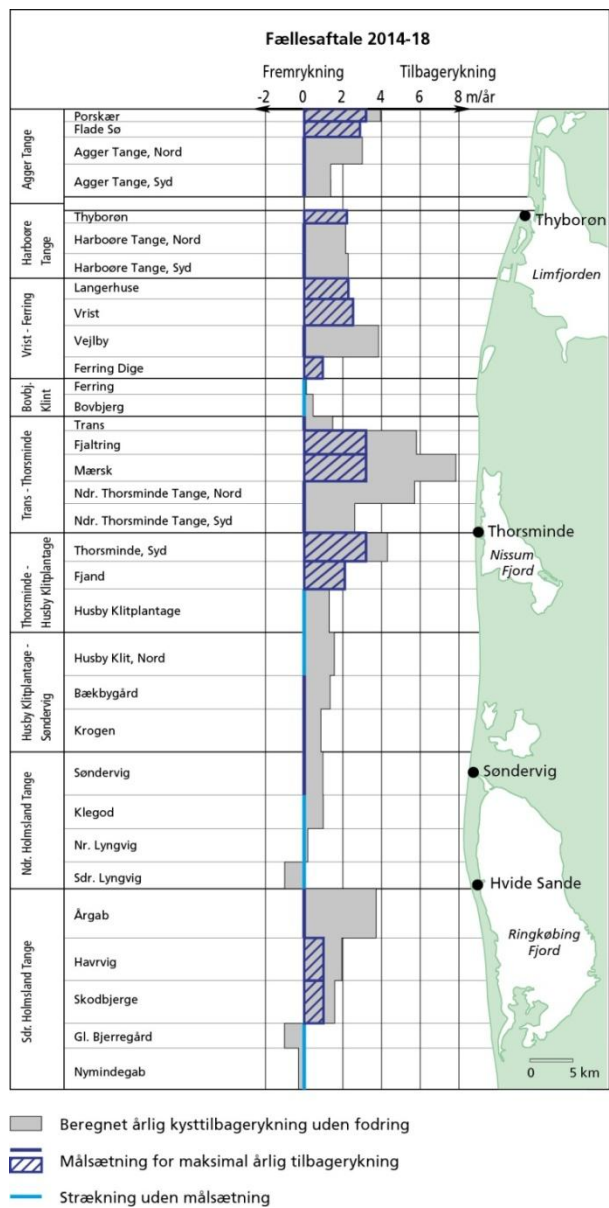 Fællesaftale 2014-18
Fremrykning
Tilbagerykning
-2
0
2
4
6
8 m/år
Agger Tange
Porskær
Flade Sø
Agger Tange, Nord
Agger Tange, Syd
Harboøre
Tange
Thyborøn
Harboøre Tange, Nord
Harboøre Tange, Syd
Vrist - Ferring
Langerhuse
Vrist
Vejlby
Ferring Dige
Bovbj.
Klint
Ferring
Bovbjerg
Trans - Thorsminde
Trans
Fjaltring
Mærsk
Ndr. Thorsminde Tange, Nord
Ndr. Thorsminde Tange, Syd
Thorsminde -
Husby Klitplantage
Thorsminde, Syd
Fjand
Husby Klitplantage
Husby Klitplantage -
Søndervig
Husby Klit, Nord
Bækbygård
Krogen
Ndr. Holmsland Tange
Søndervig
Klegod
Nr. Lyngvig
Sdr. Lyngvig
Sdr. Holmsland Tange
Årgab
Havrvig
Skodbjerge
Gl. Bjerregård
Nymindegab
Thyborøn
Limfjorden
Thorsminde
Nissum
Fjord
Søndervig
Hvide Sande
Ringkøbing
Fjord
0 5 km
Beregnet årlig kysttilbagerykning uden fodring
Målsætning for maksimal årlig tilbagerykning
Strækning uden målsætning